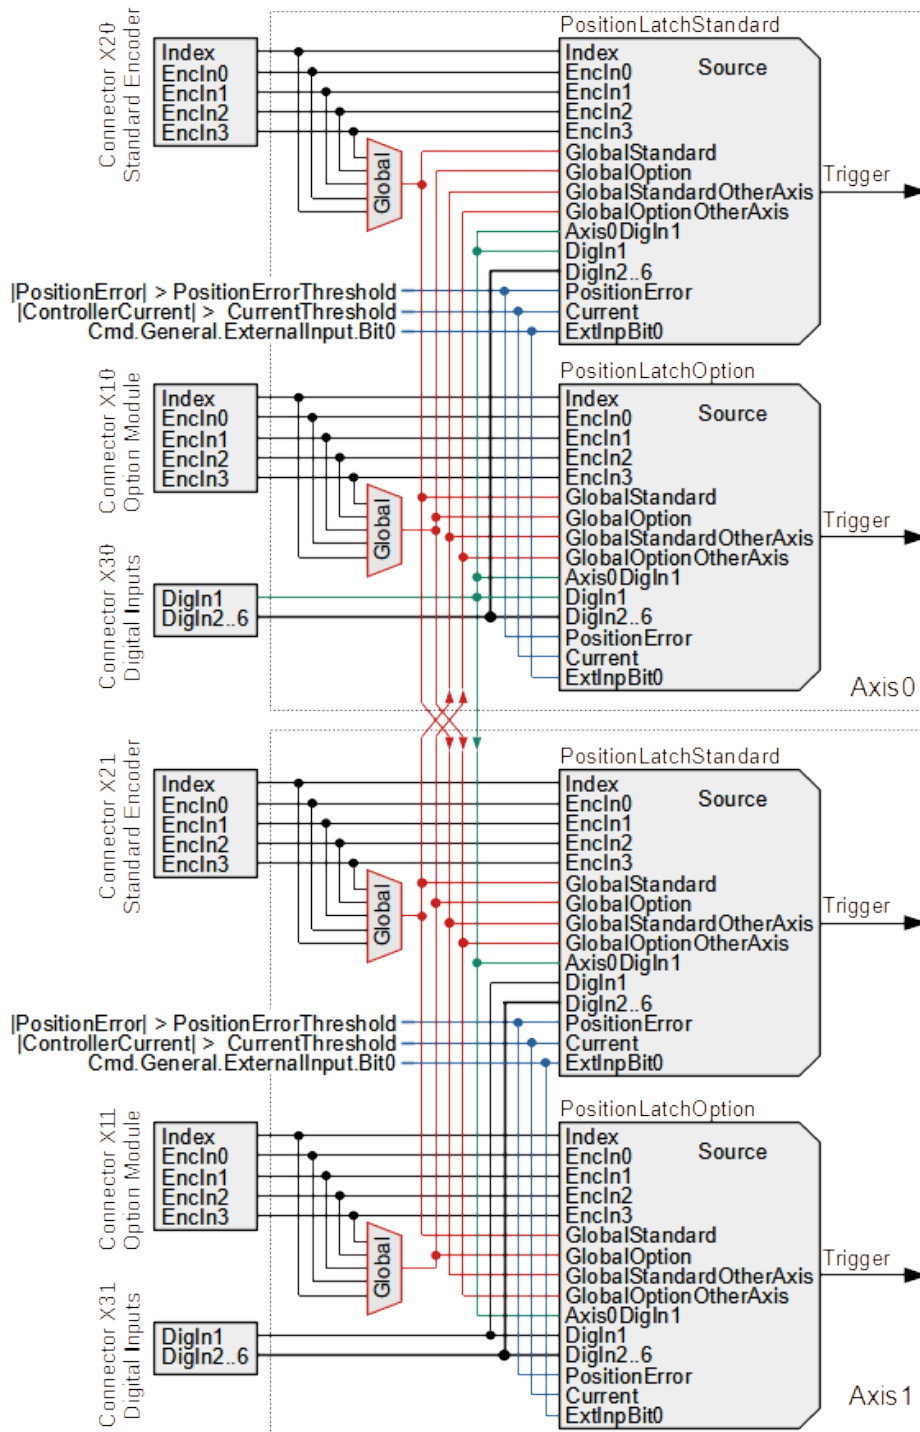 Connector X20
Standard Encoder
Index
EncIn0
EncIn1
EncIn2
EncIn3
Global
PositionLatchStandard
Source
Index
EncIn0
EncIn1
EncIn2
EncIn3
GlobalStandard
GlobalOption
GlobalStandardOtherAxis
GlobalOptionOtherAxis
Axis0DigIn1
DigIn1
DigIn2..6
PositionError
Current
ExtInpBit0
Trigger
|PositionError| > PositionErrorThreshold
|ControllerCurrent| > CurrentThreshold
Cmd.General.ExternalInput.Bit0
Connector X10
Option Module
Index
EncIn0
EncIn1
EncIn2
EncIn3
Global
Connector X30
Digital Inputs
DigIn1
DigIn2..6
PositionLatchOption
Source
Index
EncIn0
EncIn1
EncIn2
EncIn3
GlobalStandard
GlobalOption
GlobalStandardOtherAxis
GlobalOptionOtherAxis
Axis0DigIn1
DigIn1
DigIn2..6
PositionError
Current
ExtInpBit0
Trigger
Axis0
Connector X21
Standard Encoder
Index
EncIn0
EncIn1
EncIn2
EncIn3
Global
PositionLatchStandard
Source
Index
EncIn0
EncIn1
EncIn2
EncIn3
GlobalStandard
GlobalOption
GlobalStandardOtherAxis
GlobalOptionOtherAxis
Axis0DigIn1
DigIn1
DigIn2..6
PositionError
Current
ExtInpBit0
Trigger
|PositionError| > PositionErrorThreshold
|ControllerCurrent| > CurrentThreshold
Cmd.General.ExternalInput.Bit0
Connector X11
Option Module
Index
EncIn0
EncIn1
EncIn2
EncIn3
Global
Connector X31
Digital Inputs
DigIn1
DigIn2..6
PositionLatchOption
Source
Index
EncIn0
EncIn1
EncIn2
EncIn3
GlobalStandard
GlobalOption
GlobalStandardOtherAxis
GlobalOptionOtherAxis
Axis0DigIn1
DigIn1
DigIn2..6
PositionError
Current
ExtInpBit0
Trigger
Axis1